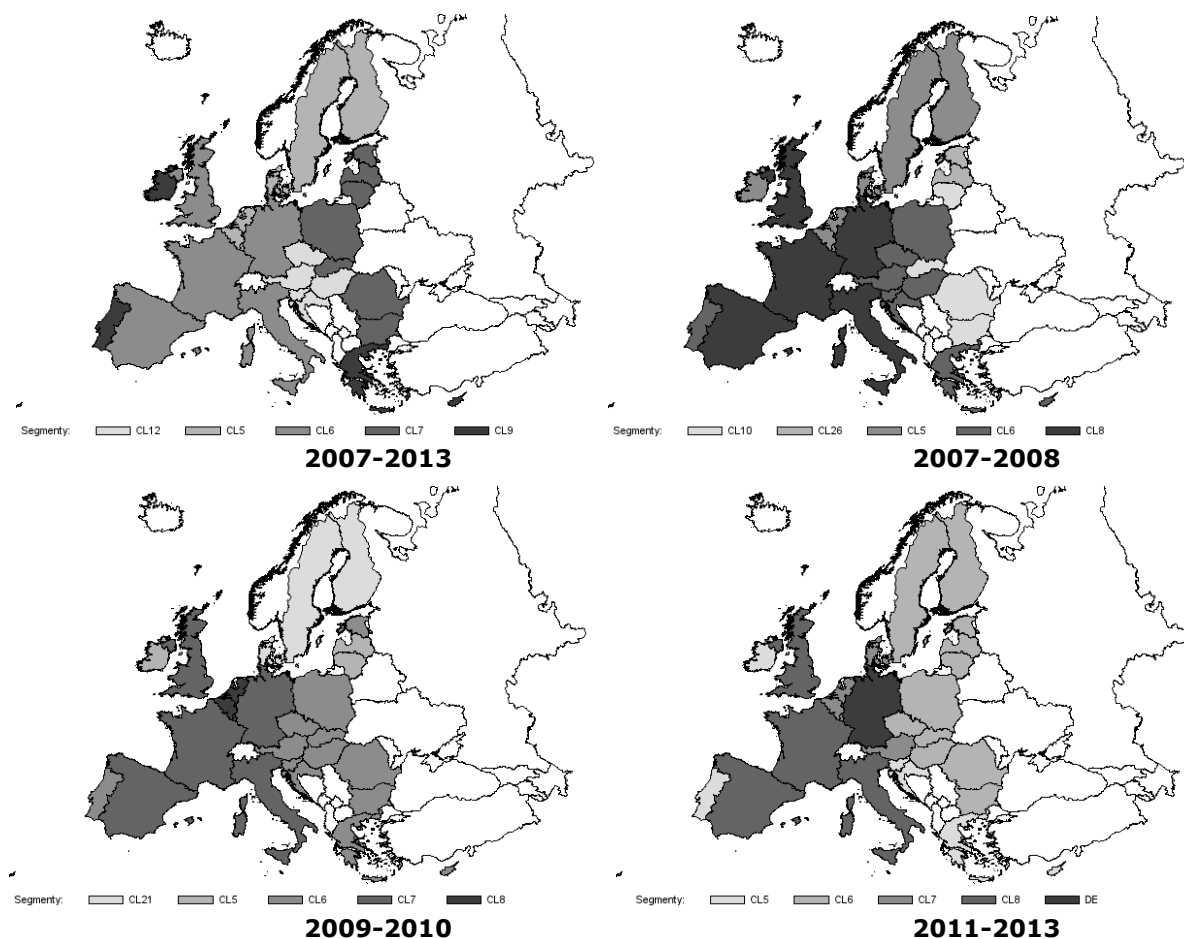 Segmenty: CL12 CL5 CL6 CL7 CL9
2007-2013
Segmenty: CL10 CL26 CL5 CL6 CL8
2007-2008
Segmenty: CL21 CL5 CL6 CL7 CL8
2009-2010
Segmenty: CL5 CL6 CL7 CL8 DE
2011-2013